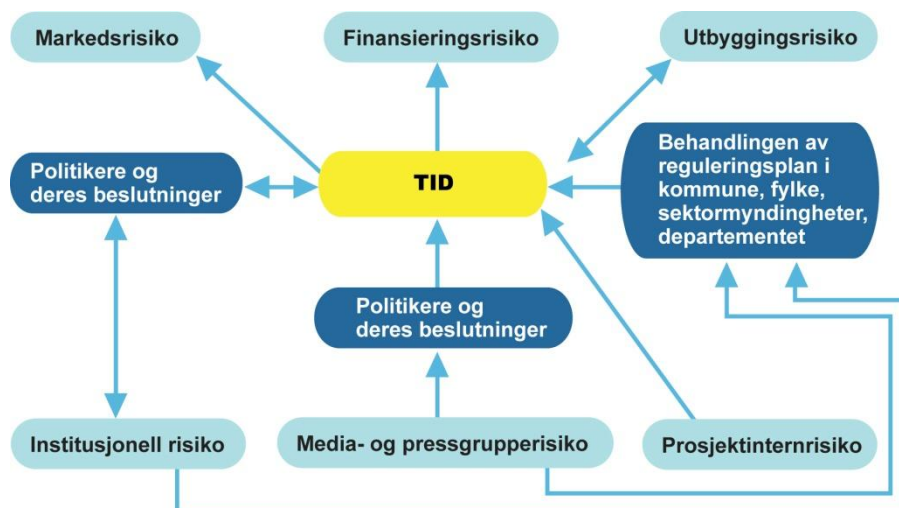 Markedsrisiko
Finansieringsrisiko
Utbyggingsrisiko
Politikere og
deres beslutninger
TID
Behandlingen av
reguleringsplan i
kommune, fylke,
sektormyndingheter,
departementet
Politikere og
deres beslutninger
Institusjonell risiko
Media- og pressgrupperisiko
Prosjektinternrisiko